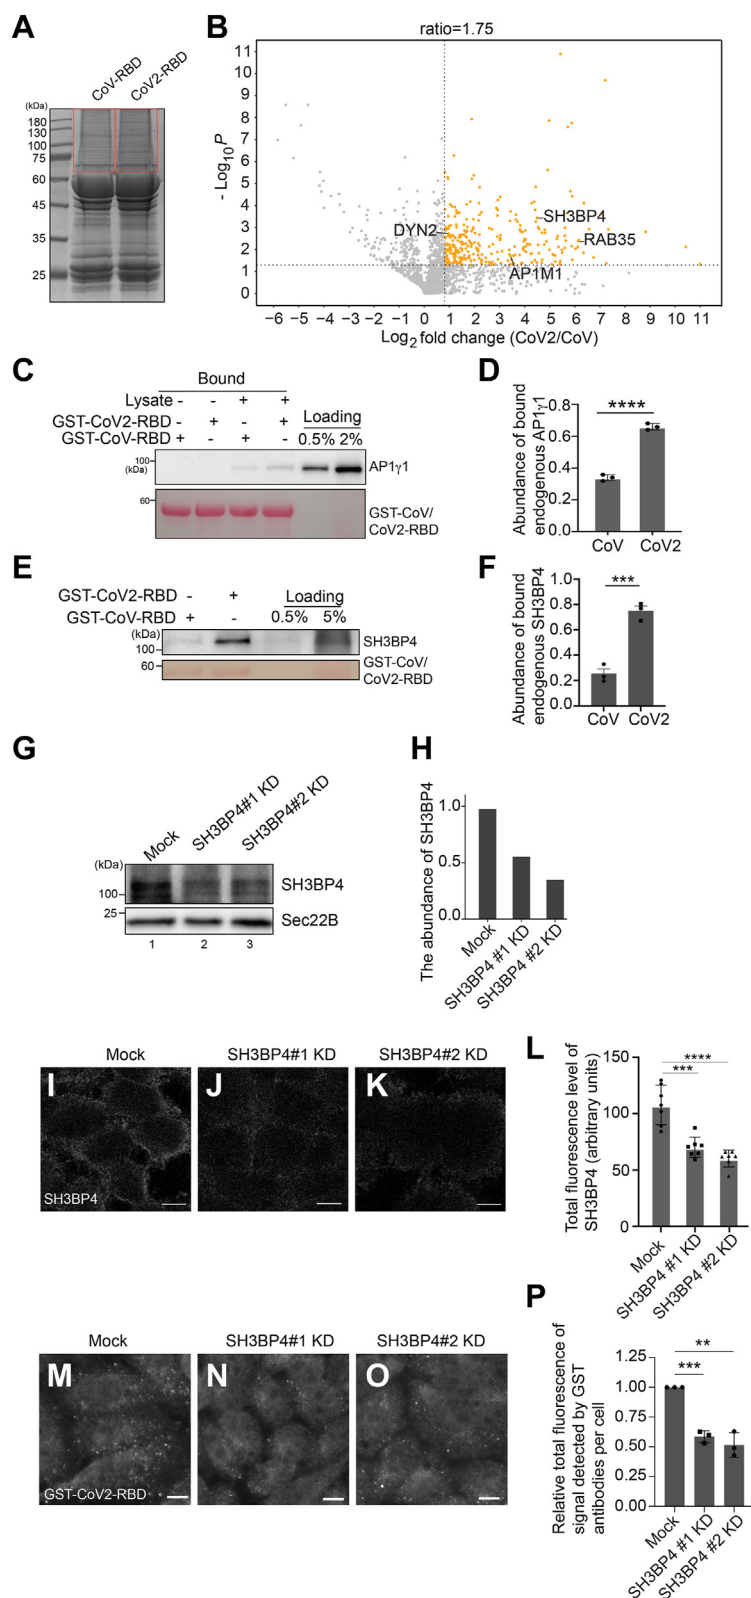 A
CoV-RBD
CoV2-RBD
(kDa)
180
130
100
75
60
45
35
25
B
ratio=1.75
- Log10P
11
10
9
8
7
6
5
4
3
2
1
0
SH3BP4
DYN2
RAB35
AP1M1
−6 −5 −4 −3 −2 −1 0 1 2 3 4 5 6 7 8 9 10 11
Log2 fold change (CoV2/CoV)
C
Bound
Lysate - - + +
GST-CoV2-RBD - + - + Loading
GST-CoV-RBD + - + - 0.5% 2%
100
(kDa)
AP1γ1
60
GST-CoV/
CoV2-RBD
D
Abundance of bound
endogenous AP1γ1
0.8
0.6
0.4
0.2
0.0
****
CoV CoV2
E
GST-CoV2-RBD - + Loading
GST-CoV-RBD + - 0.5% 5%
(kDa)
100
SH3BP4
60
GST-CoV/
CoV2-RBD
F
Abundance of bound
endogenous SH3BP4
1.0
0.8
0.6
0.4
0.2
0.0
***
CoV CoV2
G
Mock
SH3BP4#1 KD
SH3BP4#2 KD
(kDa)
100
SH3BP4
25
Sec22B
1 2 3
H
The abundance of SH3BP4
1.0
0.5
0.0
Mock
SH3BP4 #1 KD
SH3BP4 #2 KD
Mock SH3BP4#1 KD SH3BP4#2 KD
I J K
SH3BP4
L
Total fluorescence level of
SH3BP4 (arbitrary units)
150
100
50
0
****
***
Mock
SH3BP4 #1 KD
SH3BP4 #2 KD
Mock SH3BP4#1 KD SH3BP4#2 KD
M N O
GST-CoV2-RBD
P
Relative total fluorescence of
signal detected by GST
antibodies per cell
1.25
1.00
0.75
0.50
0.25
0.00
**
***
Mock
SH3BP4 #1 KD
SH3BP4 #2 KD